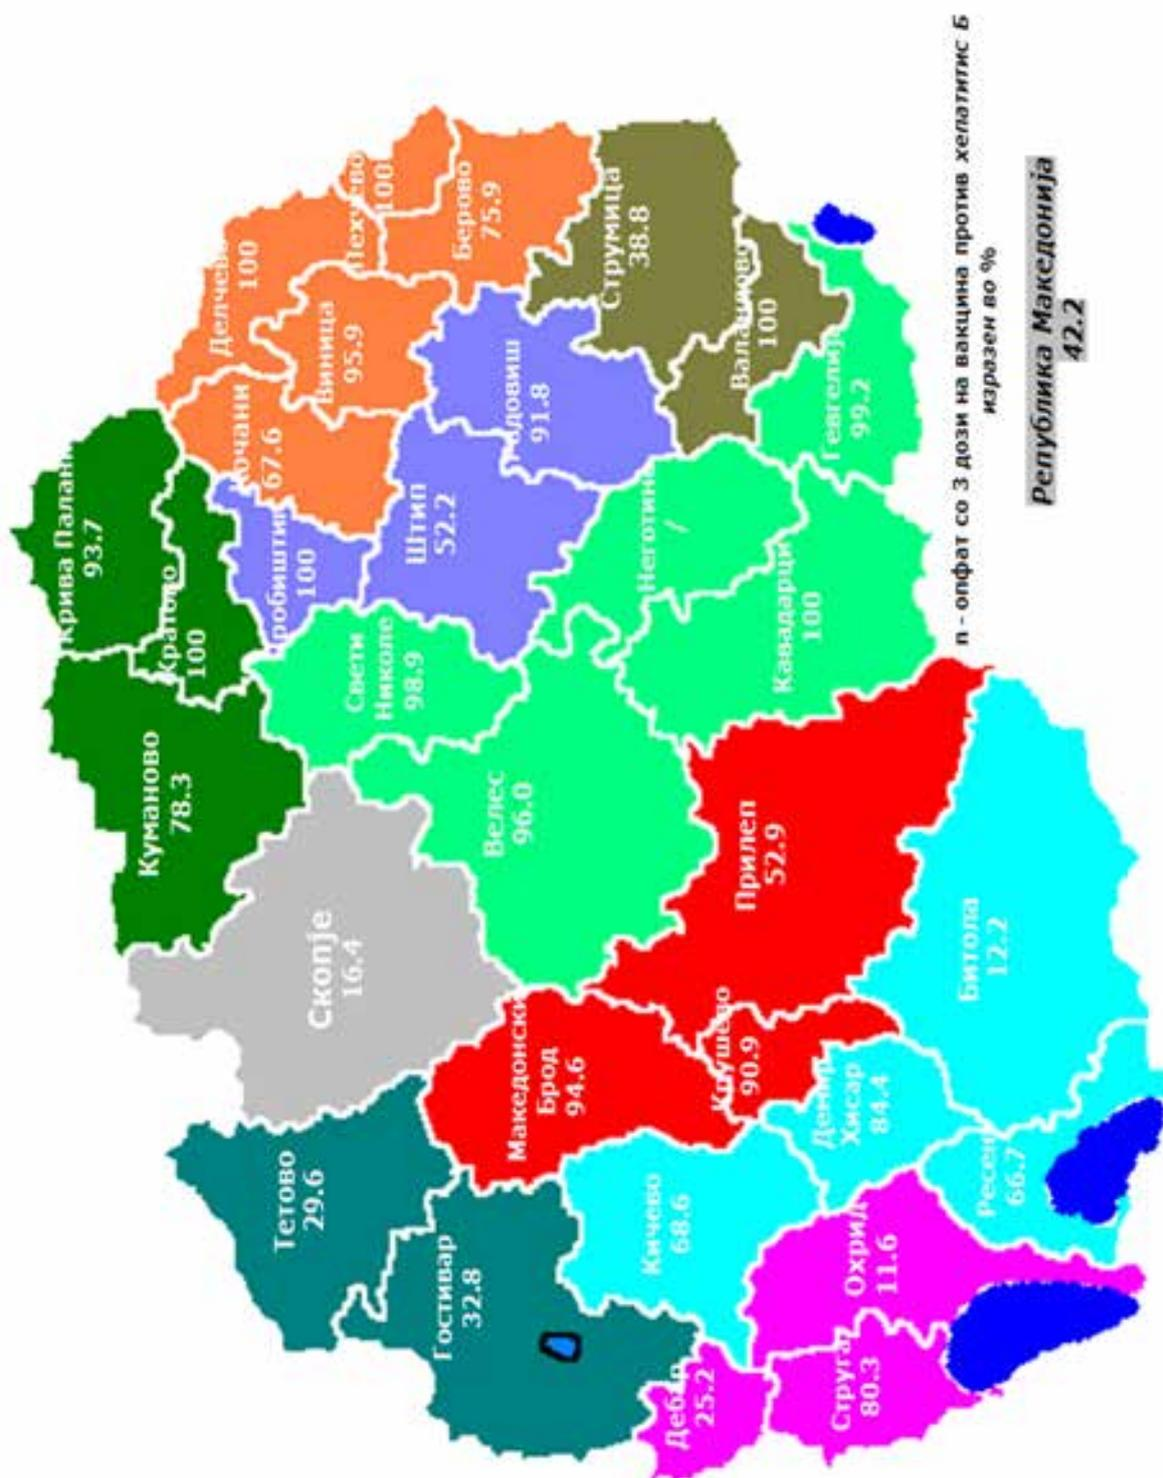 Крива Палан
93.7
Куманово
78.3
Кратово
100
Делчево
100
Кочани
67.6
Пробиштип
100
Виница
95.9
Пехчево
100
Берово
75.9
Тетово
29.6
Скопје
16.4
Свети
Николе
98.9
Штип
52.2
одовиш
91.8
Гостивар
32.8
Македонски
Брод
94.6
Велес
96.0
Струмица
38.8
Неготина
/
Валандово
100
Кичево
68.6
Крушево
90.9
Прилеп
52.9
Кавадарци
100
Гевгелија
99.2
Дебар
25.2
Струга
80.3
Охрид
11.6
Демир
Хисар
84.4
Ресен
66.7
Битола
12.2
n - опфат со 3 дози на вакцина против хепатитис Б
изразен во %
Република Македонија
42.2